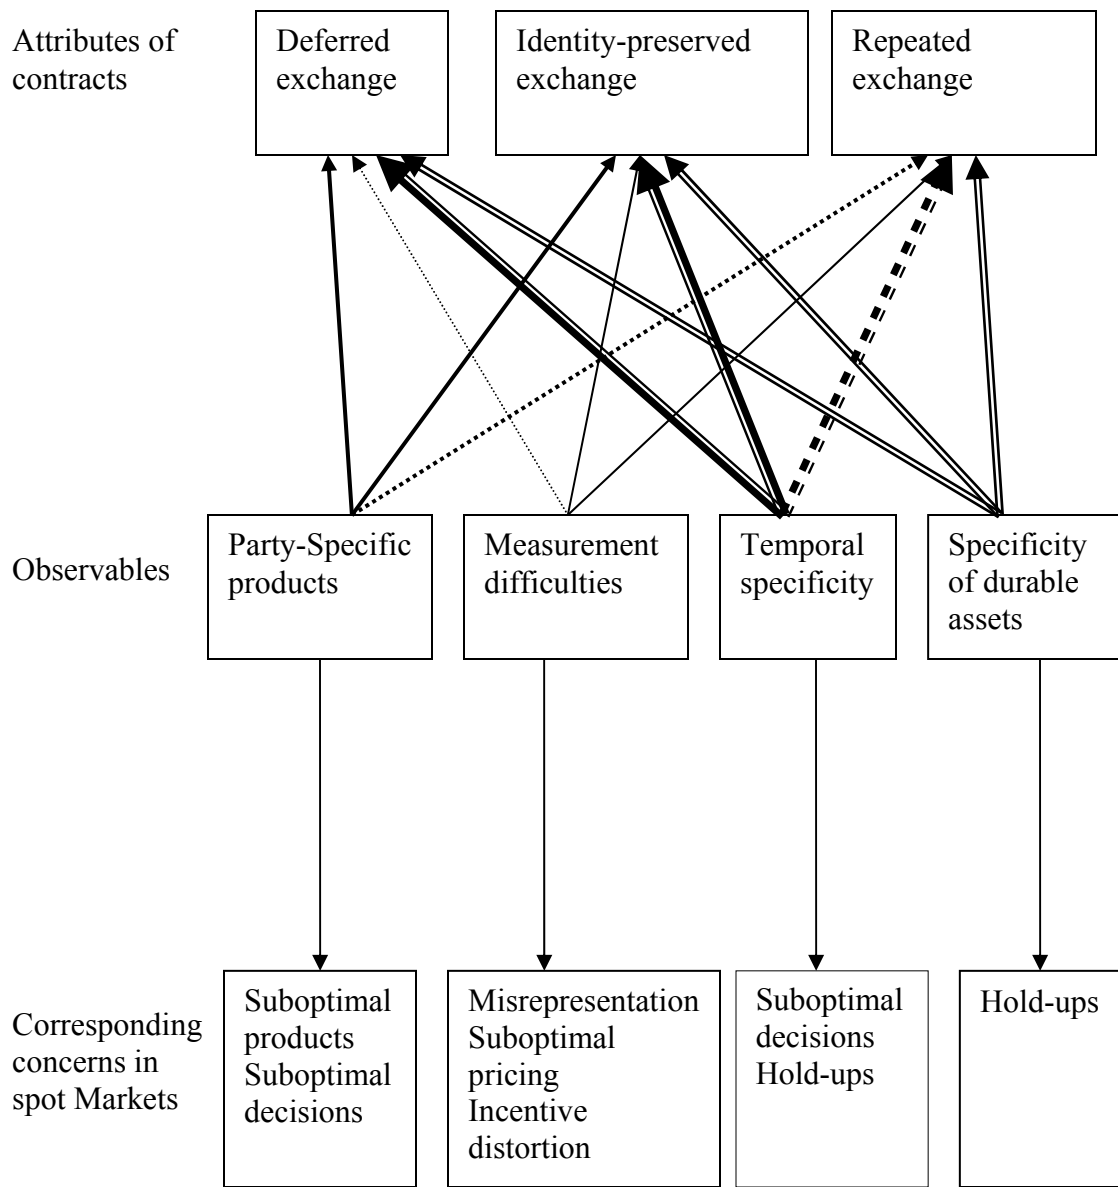 Attributes of
contracts
Deferred
exchange
Identity-preserved
exchange
Repeated
exchange
Observables
Party-Specific
products
Measurement
difficulties
Temporal
specificity
Specificity
of durable
assets
Corresponding
concerns in
spot Markets
Suboptimal
products
Suboptimal
decisions
Misrepresentation
Suboptimal
pricing
Incentive
distortion
Suboptimal
decisions
Hold-ups
Hold-ups